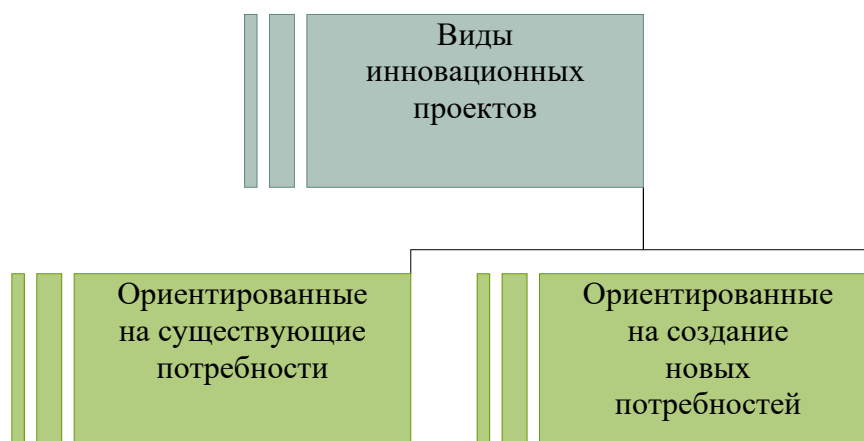 Виды
инновационных
проектов
Ориентированные
на существующие
потребности
Ориентированные
на создание
новых
потребностей